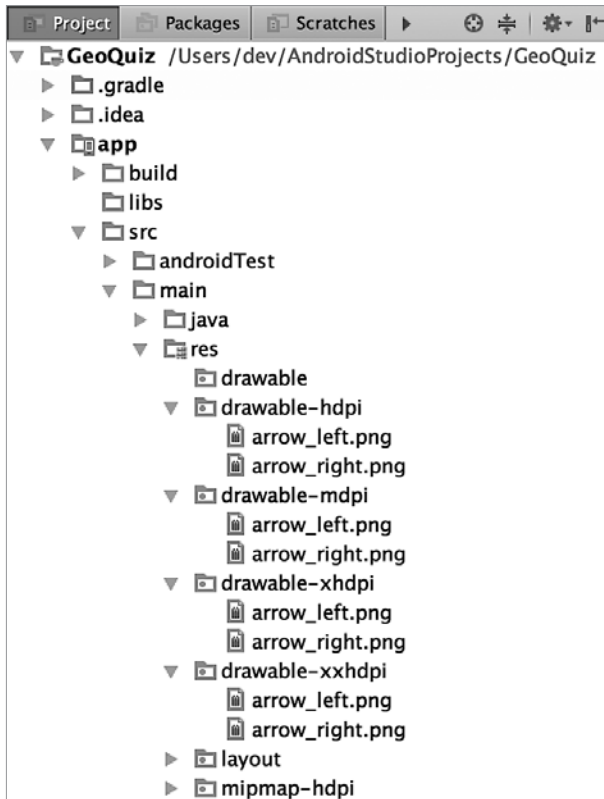 Project Packages Scratches
GeoQuiz /Users/dev/AndroidStudioProjects/GeoQuiz
.gradle
.idea
app
build
libs
src
androidTest
main
java
res
drawable
drawable-hdpi
arrow_left.png
arrow_right.png
drawable-mdpi
arrow_left.png
arrow_right.png
drawable-xhdpi
arrow_left.png
arrow_right.png
drawable-xxhdpi
arrow_left.png
arrow_right.png
layout
mipmap-hdpi